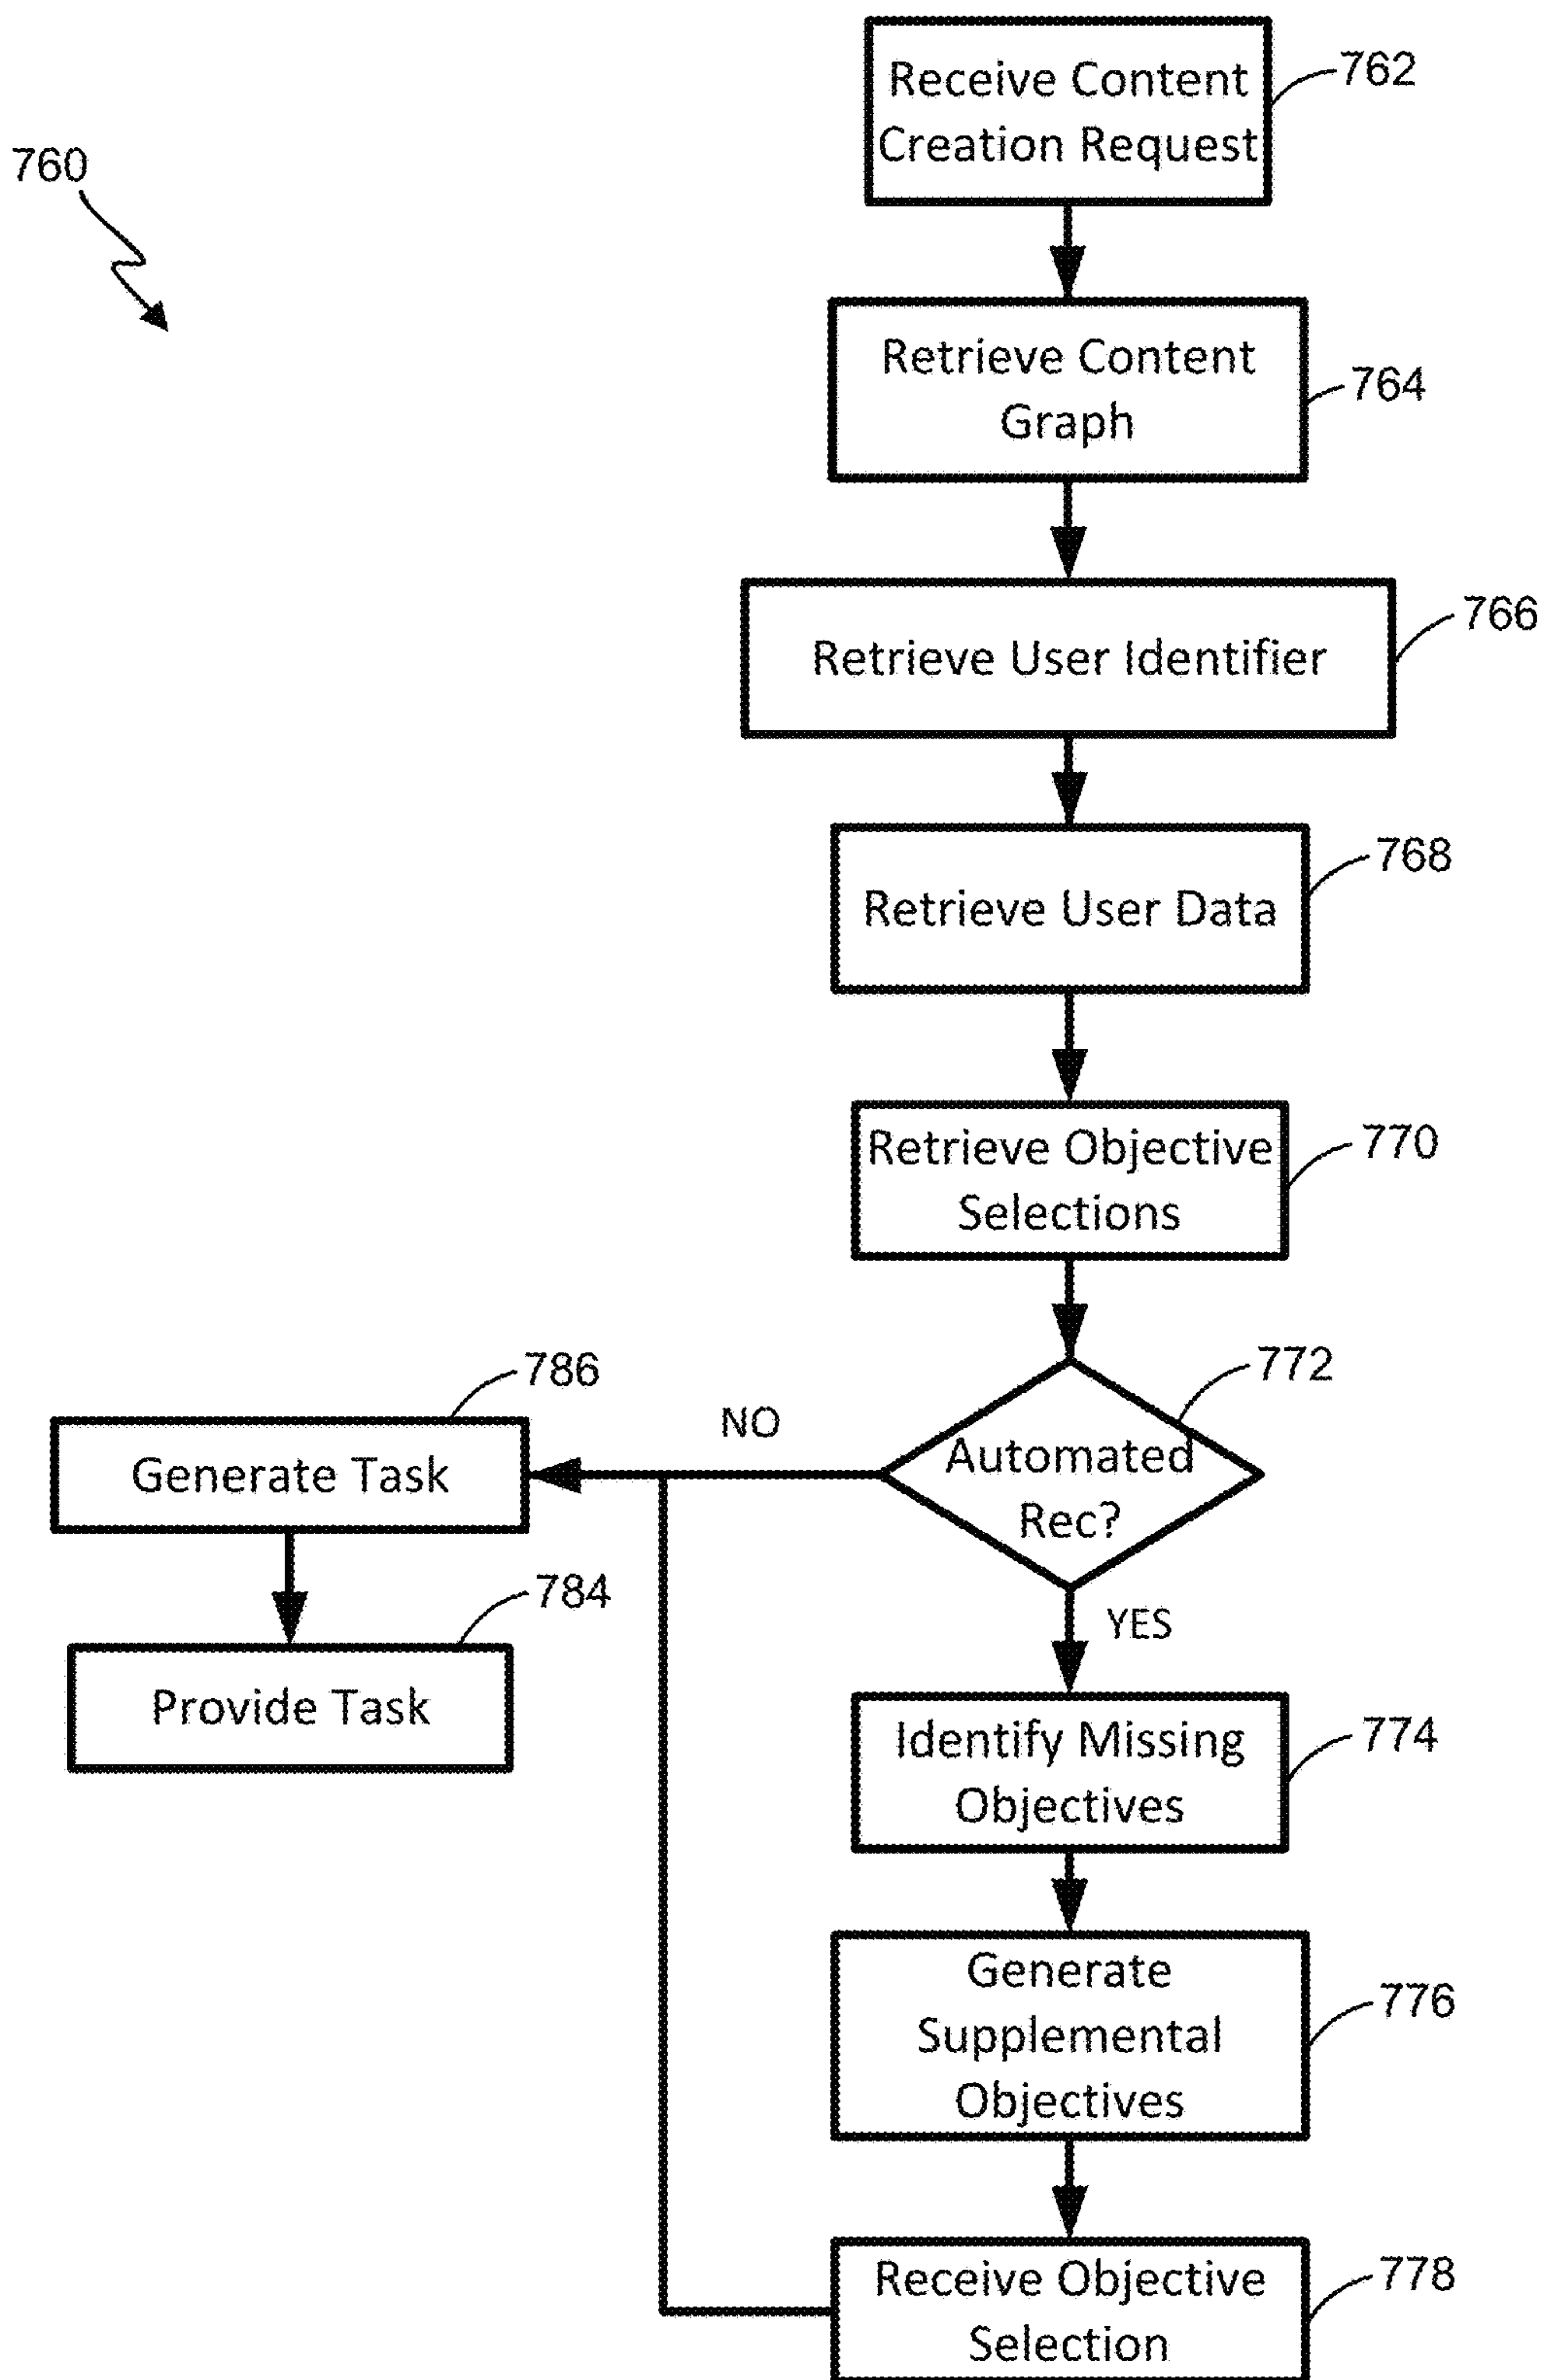 Receive Content
Creation Request
762
760
Retrieve Content
Graph
764
Retrieve User Identifier
766
Retrieve User Data
768
Retrieve Objective
Selections
770
772
Automated
Rec?
NO
786
Generate Task
784
Provide Task
YES
Identify Missing
Objectives
774
Generate
Supplemental
Objectives
776
Receive Objective
Selection
778